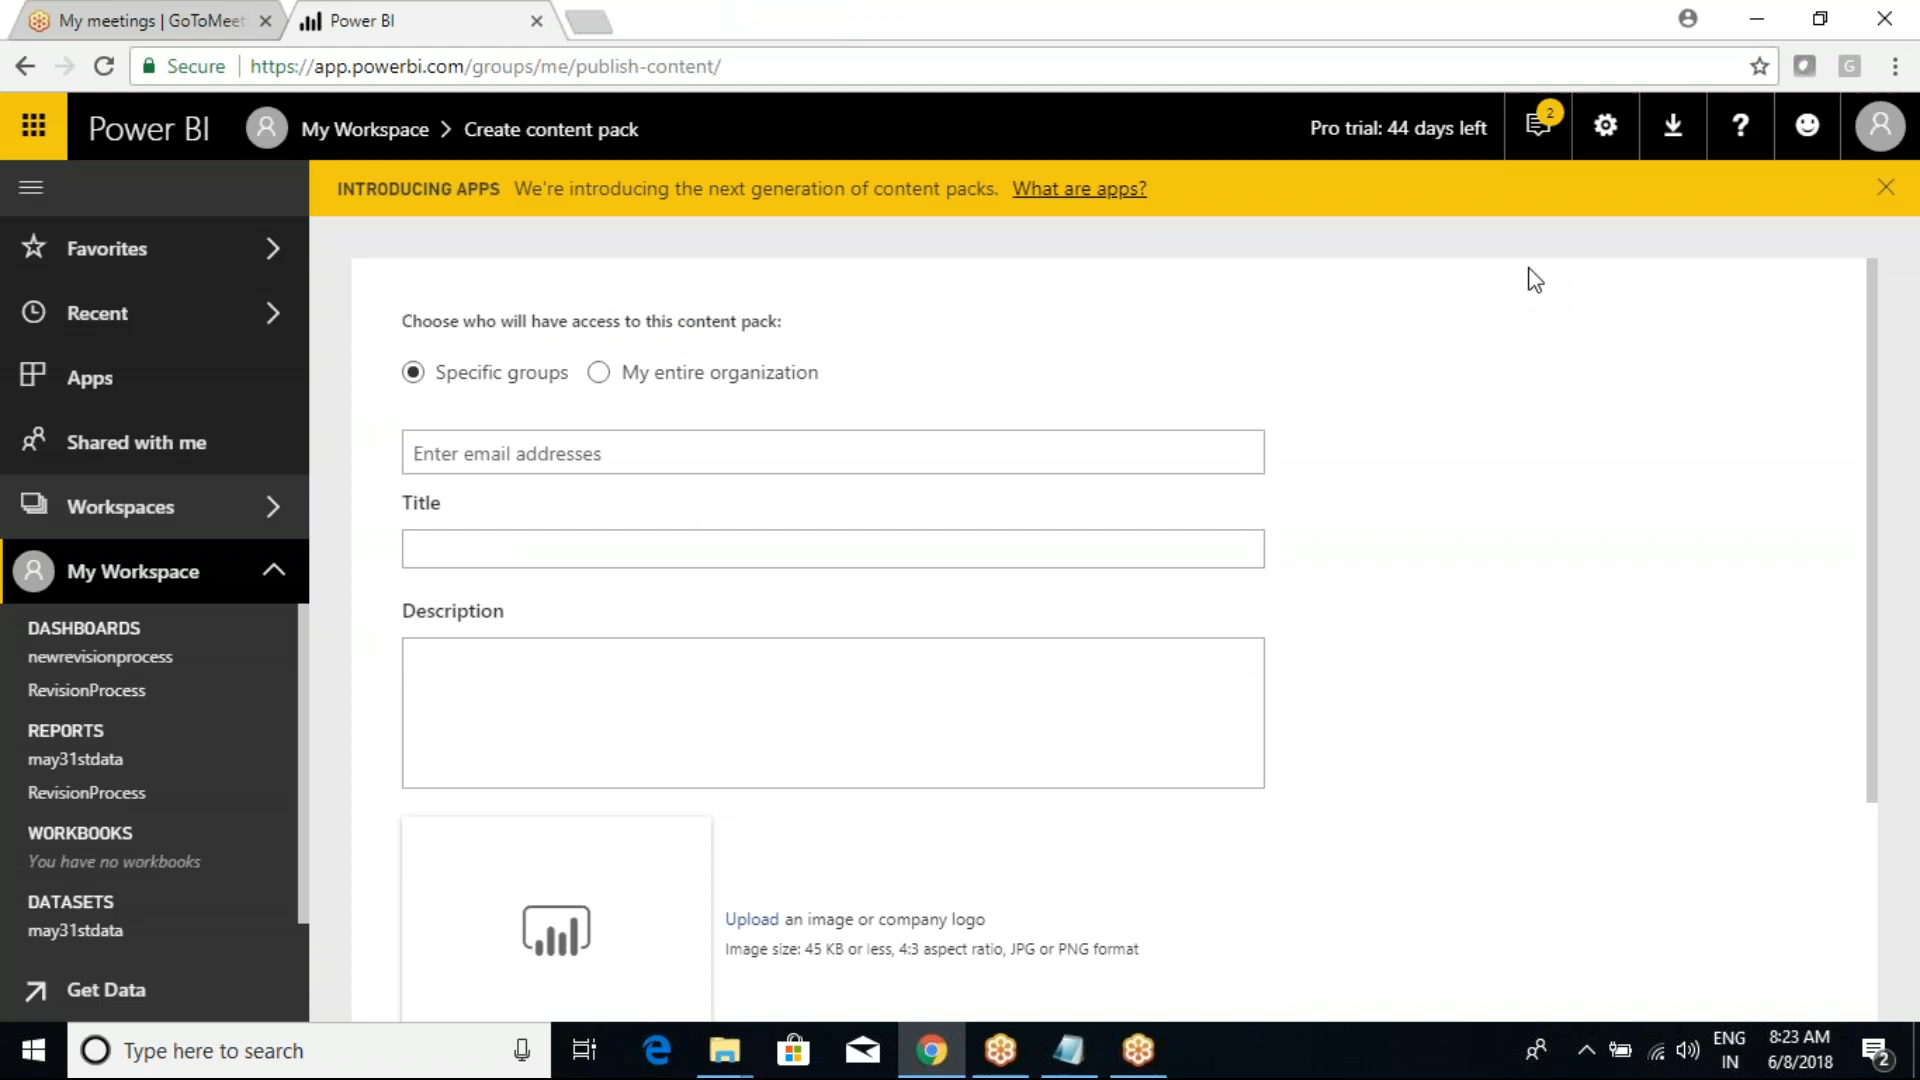 My meetings | GoToMeet
Power BI
Secure
https://app.powerbi.com/groups/me/publish-content/
G
Power BI
My Workspace > Create content pack
Pro trial: 44 days left
2
?
INTRODUCING APPS We're introducing the next generation of content packs. What are apps?
Favorites
Recent
Apps
Shared with me
Workspaces
My Workspace
DASHBOARDS
newrevisionprocess
RevisionProcess
REPORTS
may31stdata
RevisionProcess
WORKBOOKS
You have no workbooks
DATASETS
may31stdata
Get Data
Choose who will have access to this content pack:
Specific groups
My entire organization
Enter email addresses
Title
Description
Upload an image or company logo
Image size: 45 KB or less, 4:3 aspect ratio, JPG or PNG format
Type here to search
ENG
IN
8:23 AM
6/8/2018
2